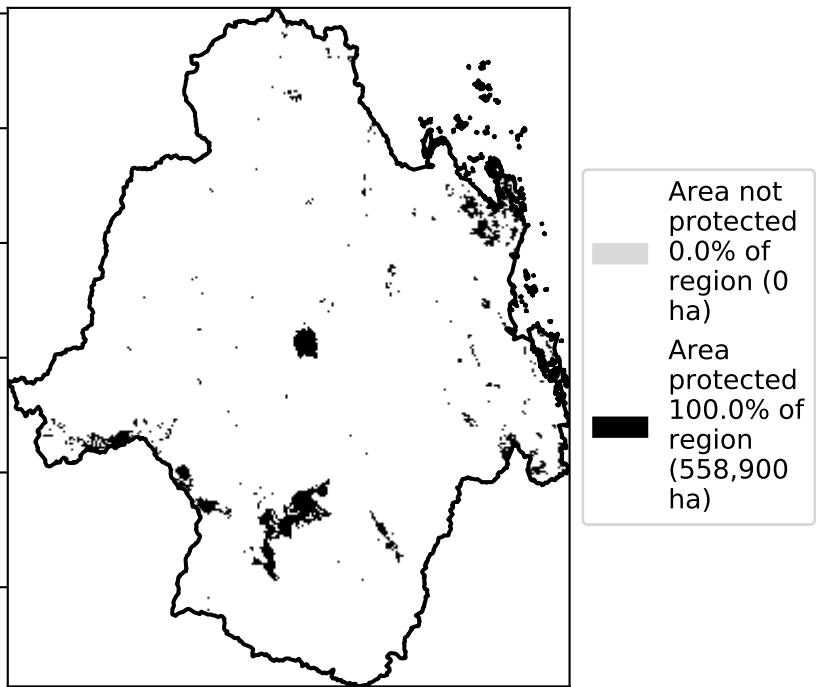 Area not
protected
0.0% of
region (0
ha)
Area
protected
100.0% of
region
(558,900
ha)